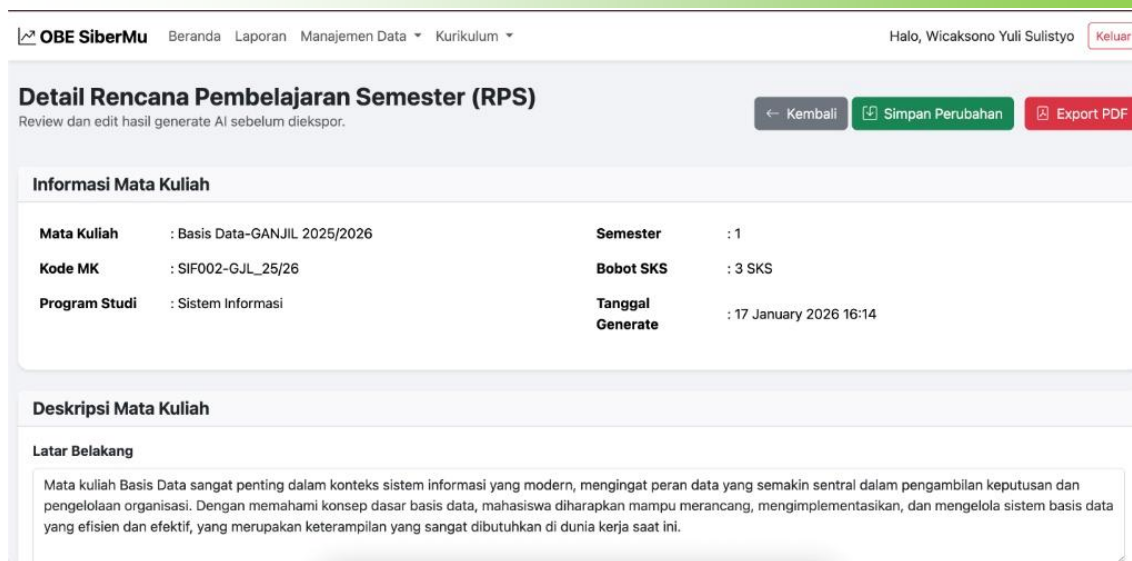 OBE SiberMu Beranda Laporan Manajemen Data Kurikulum Halo, Wicaksono Yuli Sulistyo Keluar
Detail Rencana Pembelajaran Semester (RPS)
Review dan edit hasil generate AI sebelum diekspor.
← Kembali Simpan Perubahan Export PDF
Informasi Mata Kuliah
Mata Kuliah : Basis Data-GANJIL 2025/2026 Semester : 1
Kode MK : SIF002-GJL_25/26 Bobot SKS : 3 SKS
Program Studi : Sistem Informasi Tanggal Generate : 17 January 2026 16:14
Deskripsi Mata Kuliah
Latar Belakang
Mata kuliah Basis Data sangat penting dalam konteks sistem informasi yang modern, mengingat peran data yang semakin sentral dalam pengambilan keputusan dan
pengelolaan organisasi. Dengan memahami konsep dasar basis data, mahasiswa diharapkan mampu merancang, mengimplementasikan, dan mengelola sistem basis data
yang efisien dan efektif, yang merupakan keterampilan yang sangat dibutuhkan di dunia kerja saat ini.